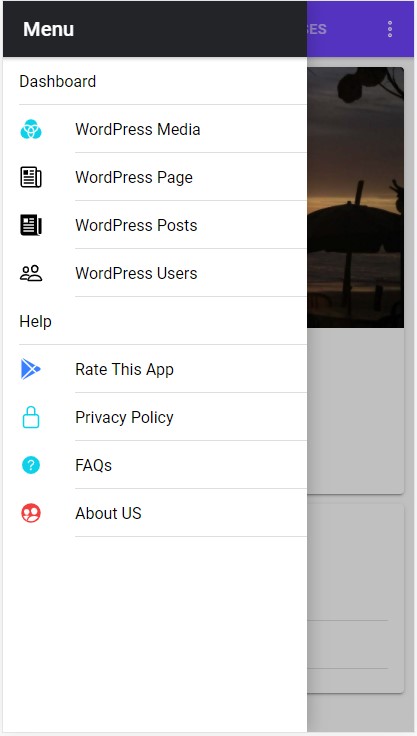 Menu
Dashboard
WordPress Media
WordPress Page
WordPress Posts
WordPress Users
Help
Rate This App
Privacy Policy
FAQs
About US